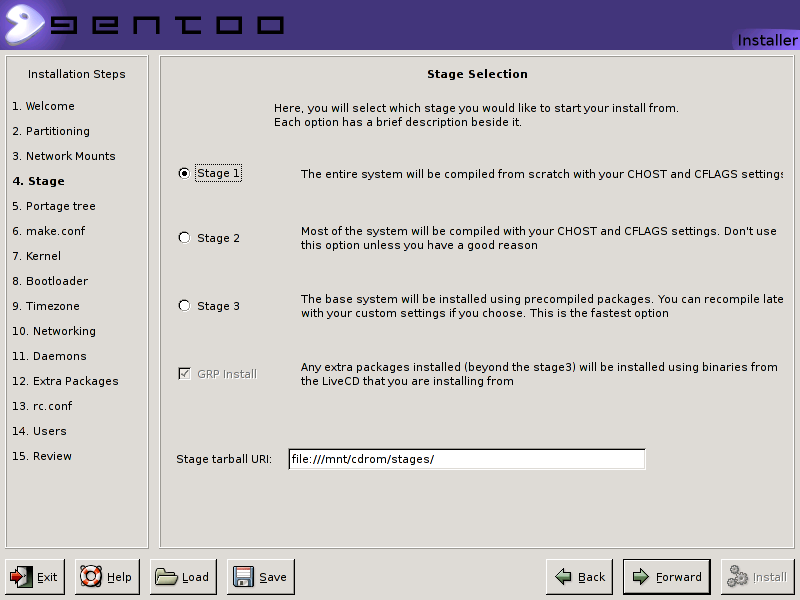 gentoo
Installer
Installation Steps
1. Welcome
2. Partitioning
3. Network Mounts
4. Stage
5. Portage tree
6. make.conf
7. Kernel
8. Bootloader
9. Timezone
10. Networking
11. Daemons
12. Extra Packages
13. rc.conf
14. Users
15. Review
Stage Selection
Here, you will select which stage you would like to start your install from.
Each option has a brief description beside it.
Stage 1
The entire system will be compiled from scratch with your CHOST and CFLAGS settings
Stage 2
Most of the system will be compiled with your CHOST and CFLAGS settings. Don't use
this option unless you have a good reason
Stage 3
The base system will be installed using precompiled packages. You can recompile late
with your custom settings if you choose. This is the fastest option
GRP Install
Any extra packages installed (beyond the stage3) will be installed using binaries from
the LiveCD that you are installing from
Stage tarball URI:
file:///mnt/cdrom/stages/
Exit
Help
Load
Save
Back
Forward
Install